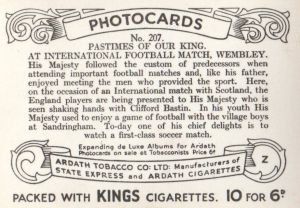 PHOTOCARDS
No. 207.
PASTIMES OF OUR KING.
AT INTERNATIONAL FOOTBALL MATCH, WEMBLEY.
His Majesty followed the custom of predecessors when
attending important football matches and, like his father,
enjoyed meeting the men who provided the sport. Here,
on the occasion of an International match with Scotland, the
England players are being presented to His Majesty who is
seen shaking hands with Clifford Bastin. In his youth His
Majesty used to enjoy a game of football with the village boys
at Sandringham. To-day one of his chief delights is to
watch a first-class soccer match.
Expanding de Luxe Albums for Ardath
Photocards on sale at Tobacconists Price 6d
ARDATH TOBACCO CO: LTD: Manufacturers of
STATE EXPRESS and ARDATH CIGARETTES
Z
PACKED WITH KINGS CIGARETTES. 10 FOR 6D.